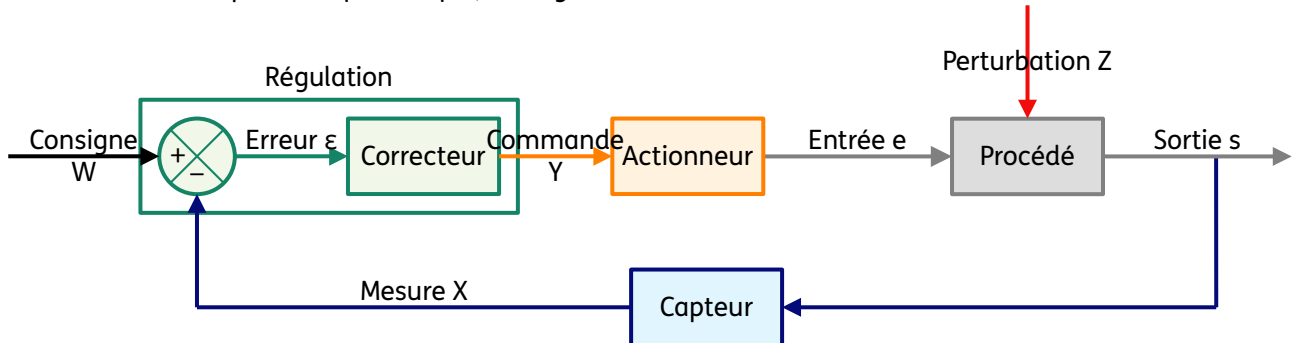 Perturbation Z
Régulation
Consigne
W
+
−
Erreur ε
Correcteur
Commande
Y
Actionneur
Entrée e
Procédé
Sortie s
Mesure X
Capteur